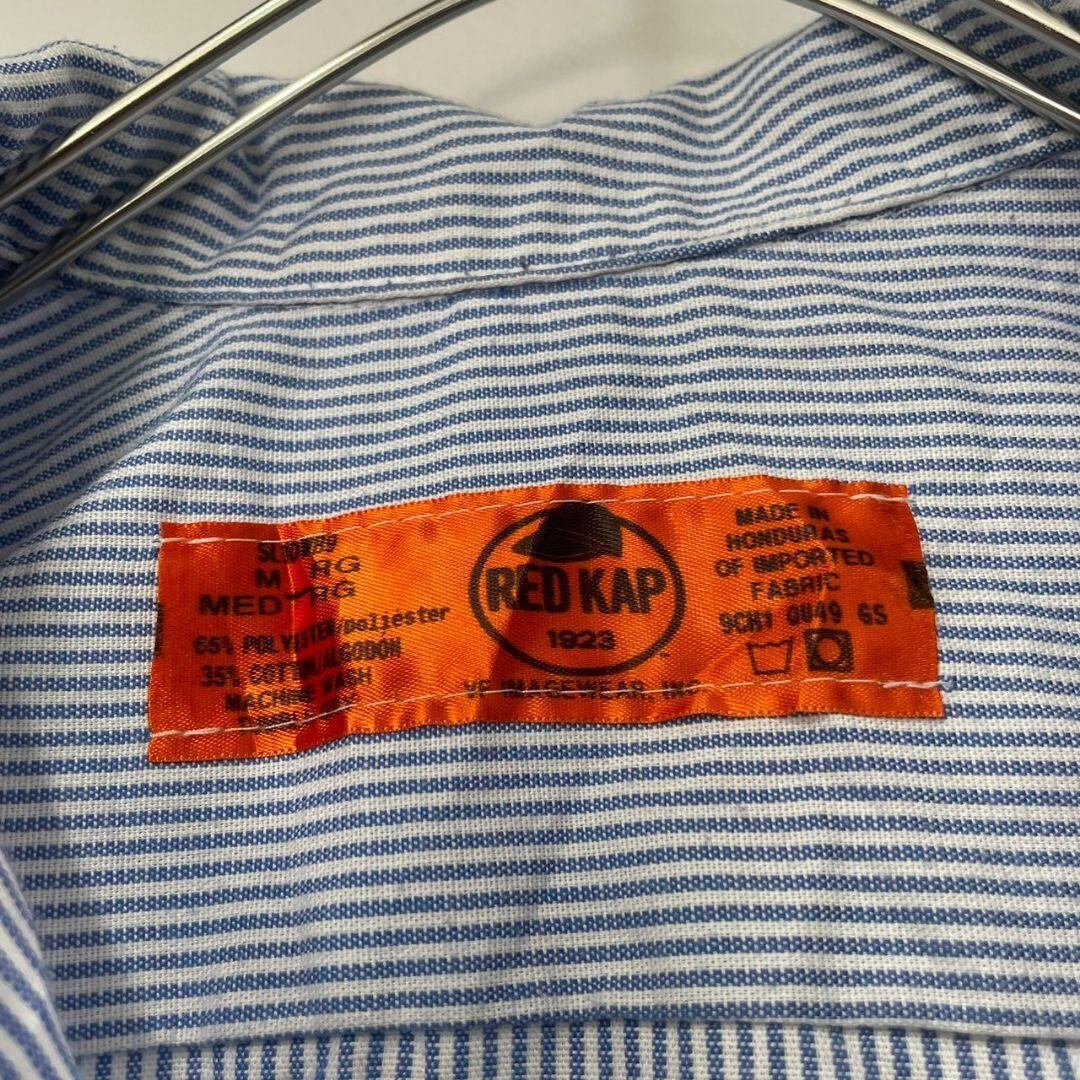 M RG
MED RG
65% POLYESTER/poliéster
35% COTTON/ALGODÓN
MACHINE WASH
RED KAP
1923
VF IMAGEWEAR, INC.
MADE IN
HONDURAS
OF IMPORTED
FABRIC
9CH1 0U49 6S